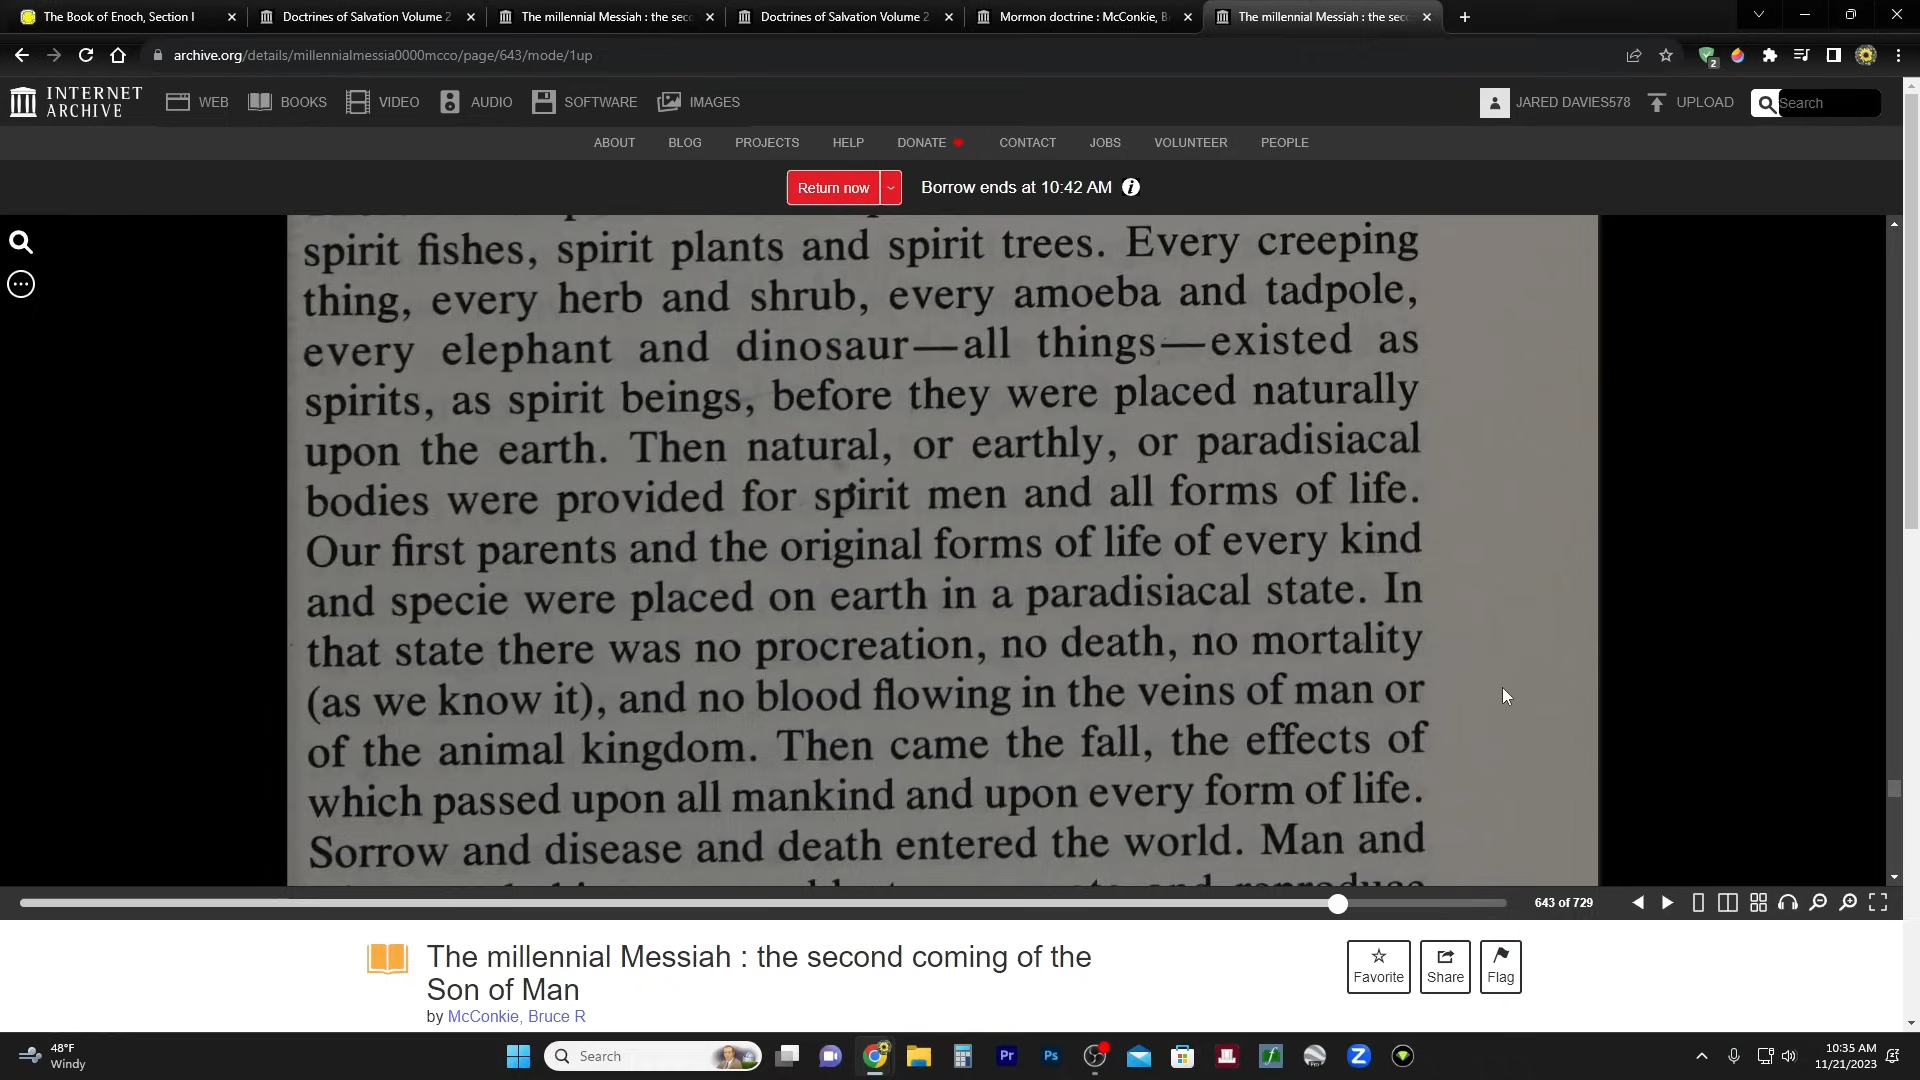 The Book of Enoch, Section I
Doctrines of Salvation Volume 2
The millennial Messiah : the sec
Doctrines of Salvation Volume 2
Mormon doctrine : McConkie, B
The millennial Messiah : the sec
archive.org/details/millennialmessia0000mcco/page/643/mode/1up
2
INTERNET ARCHIVE
WEB BOOKS VIDEO AUDIO SOFTWARE IMAGES
JARED DAVIES578 UPLOAD Search
ABOUT BLOG PROJECTS HELP DONATE CONTACT JOBS VOLUNTEER PEOPLE
Return now Borrow ends at 10:42 AM
spirit fishes, spirit plants and spirit trees. Every creeping
thing, every herb and shrub, every amoeba and tadpole,
every elephant and dinosaur—all things—existed as
spirits, as spirit beings, before they were placed naturally
upon the earth. Then natural, or earthly, or paradisiacal
bodies were provided for spirit men and all forms of life.
Our first parents and the original forms of life of every kind
and specie were placed on earth in a paradisiacal state. In
that state there was no procreation, no death, no mortality
(as we know it), and no blood flowing in the veins of man or
of the animal kingdom. Then came the fall, the effects of
which passed upon all mankind and upon every form of life.
Sorrow and disease and death entered the world. Man and
643 of 729
The millennial Messiah : the second coming of the
Son of Man
by McConkie, Bruce R
Favorite Share Flag
48°F
Windy
Search
Pr
Ps
Z
10:35 AM
11/21/2023